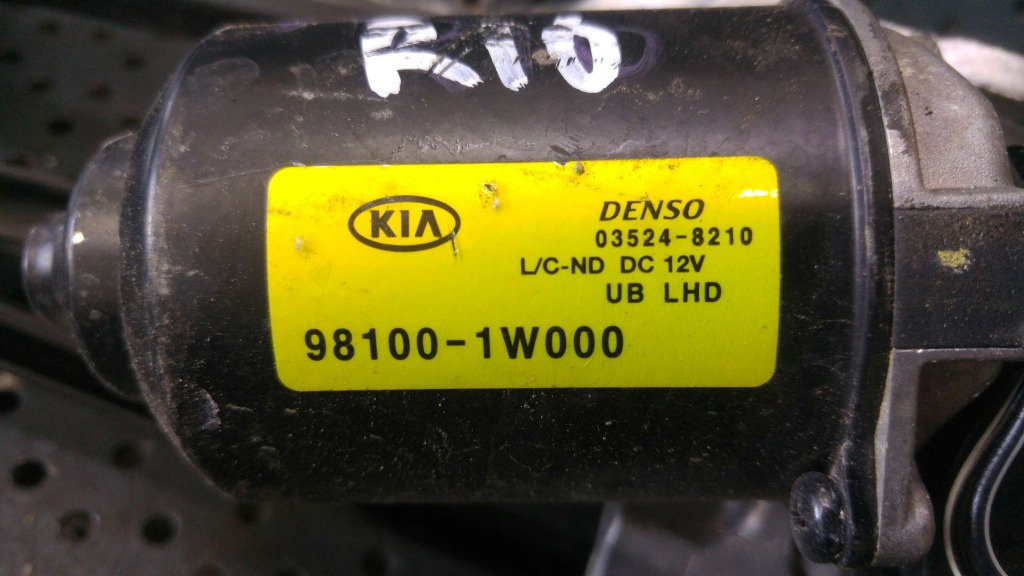 RIO
KIA
DENSO
03524-8210
L/C-ND DC 12V
UB LHD
98100-1W000